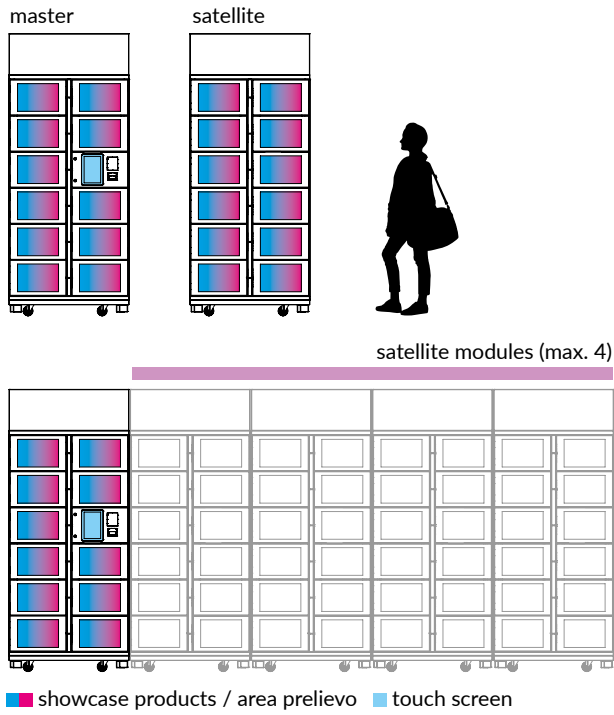 master
satellite
satellite modules (max. 4)
showcase products / area prelievo
touch screen